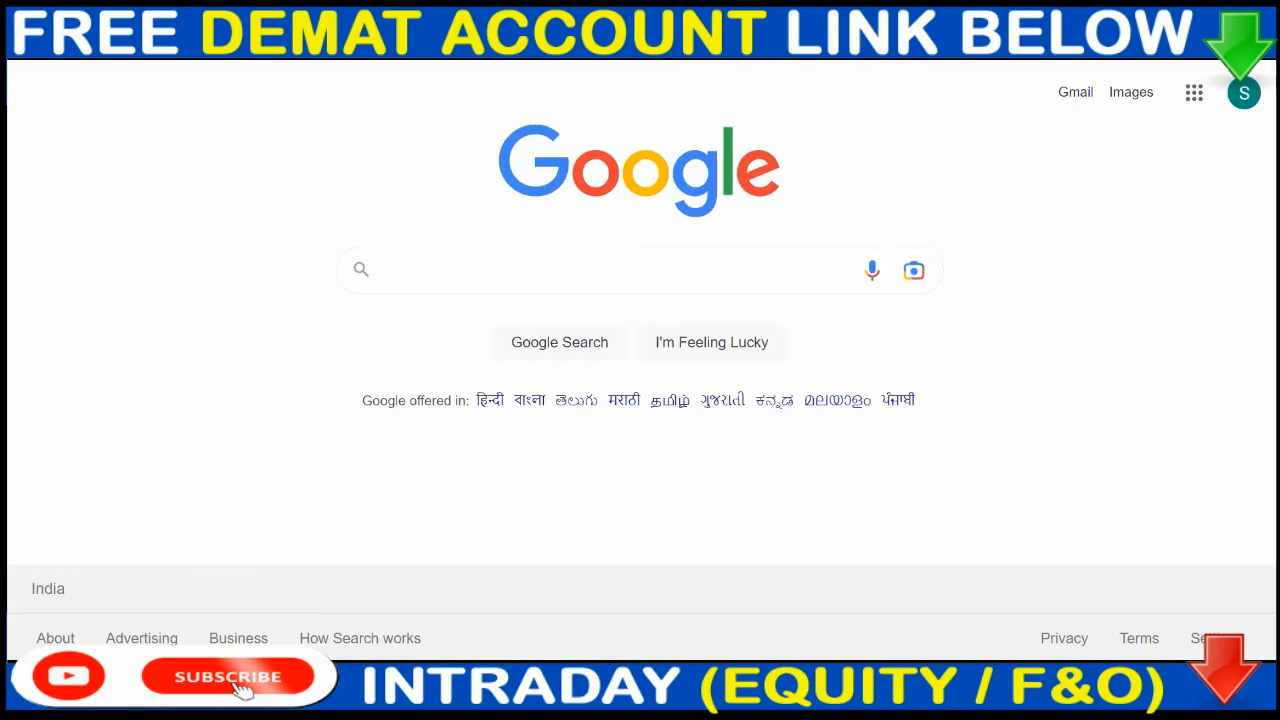 FREE DEMAT ACCOUNT LINK BELOW
Gmail Images
S
Google
Google Search I'm Feeling Lucky
Google offered in: हिन्दी বাংলা తెలుగు मराठी தமிழ் ગુજરાતી ಕನ್ನಡ മലയാളം ਪੰਜਾਬੀ
India
About Advertising Business How Search works Privacy Terms
SUBSCRIBE
INTRADAY (EQUITY / F&O)